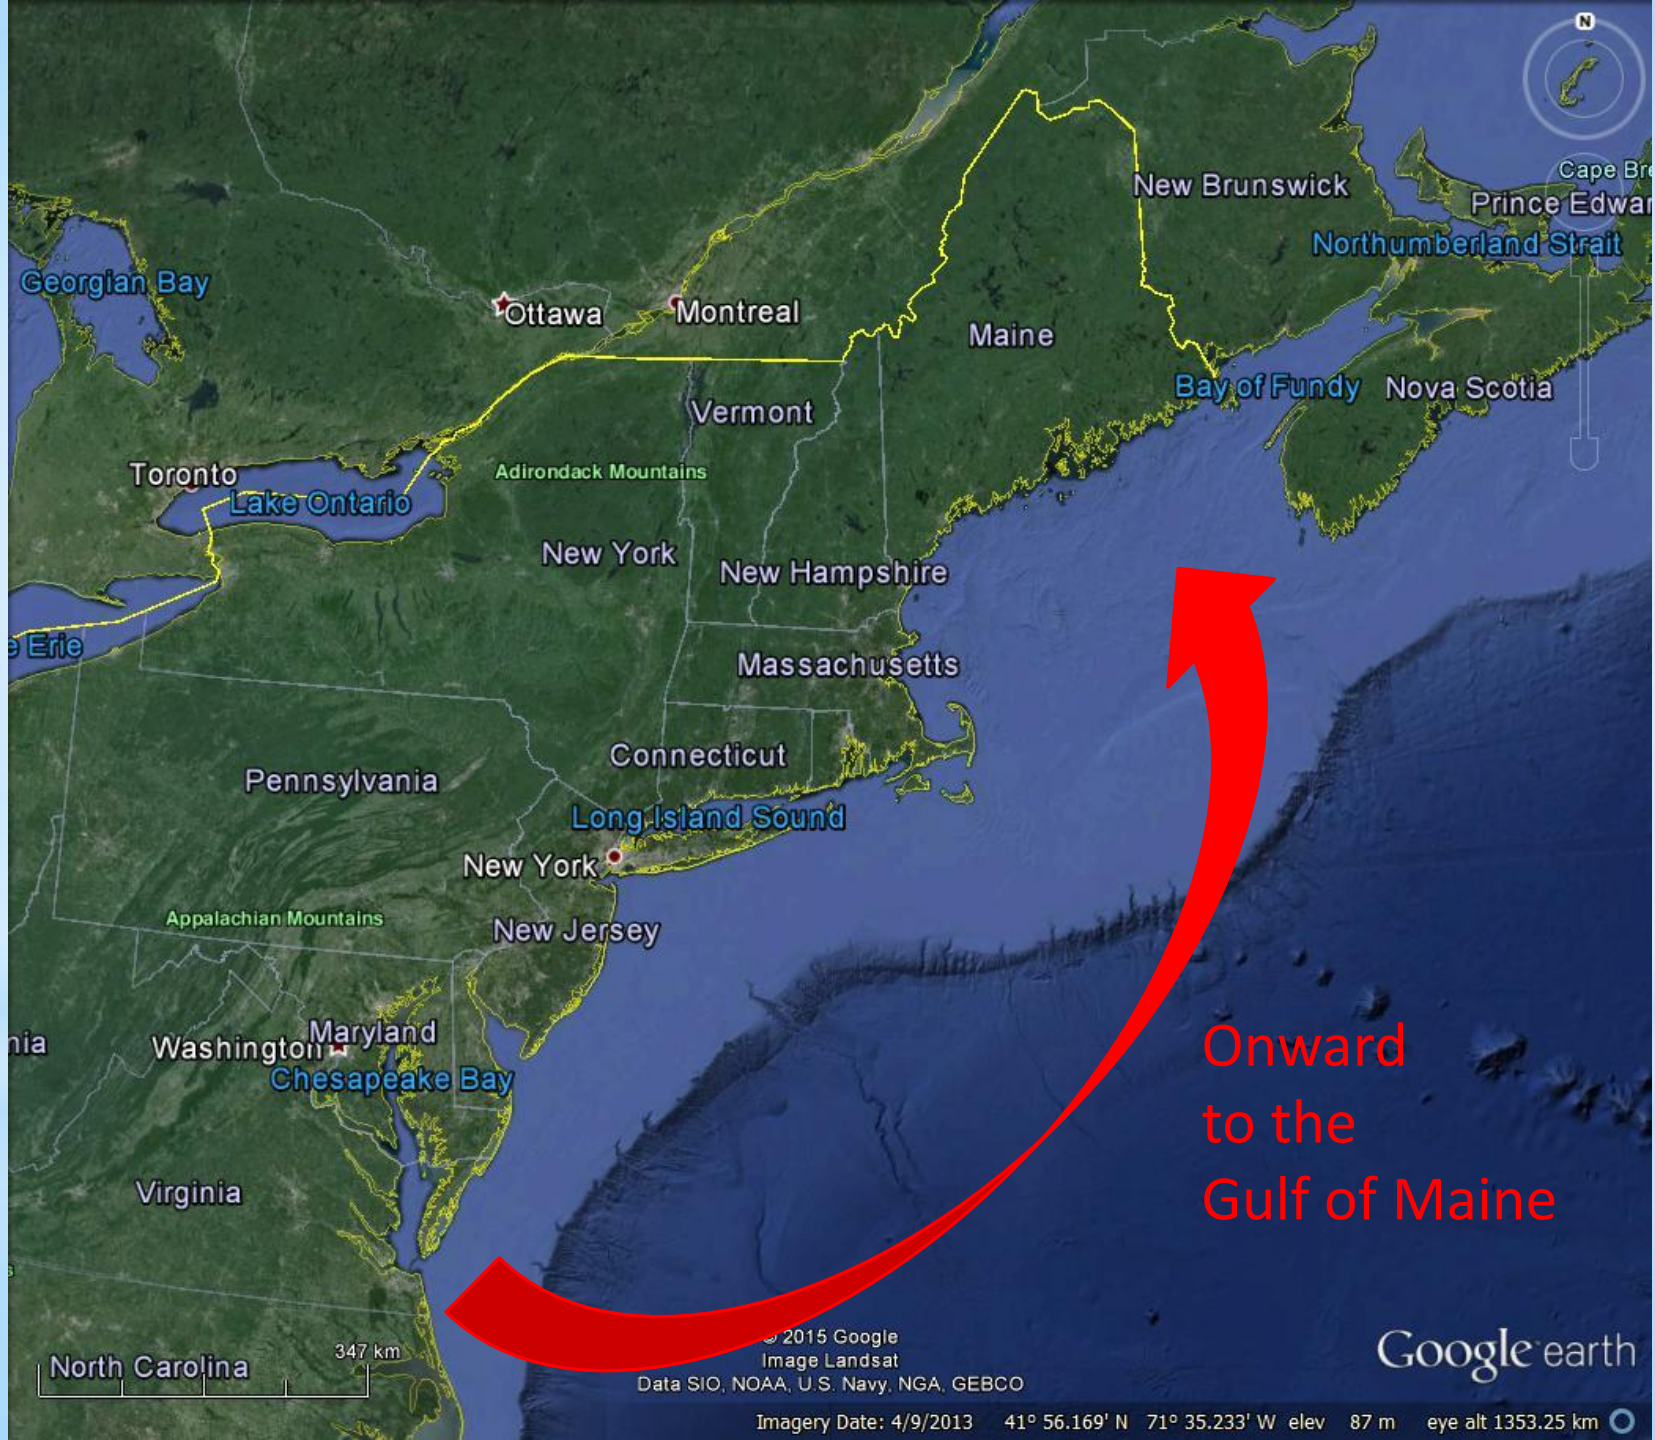 N
Cape Bre
New Brunswick
Prince Edwar
Northumberland Strait
Georgian Bay
Ottawa
Montreal
Maine
Bay of Fundy
Nova Scotia
Vermont
Toronto
Adirondack Mountains
Lake Ontario
New York
New Hampshire
e Erie
Massachusetts
Connecticut
Pennsylvania
Long Island Sound
New York
Appalachian Mountains
New Jersey
nia
Washington
Maryland
Chesapeake Bay
Onward
to the
Gulf of Maine
Virginia
s
North Carolina
347 km
© 2015 Google
Image Landsat
Data SIO, NOAA, U.S. Navy, NGA, GEBCO
Google earth
Imagery Date: 4/9/2013 41° 56.169' N 71° 35.233' W elev 87 m eye alt 1353.25 km